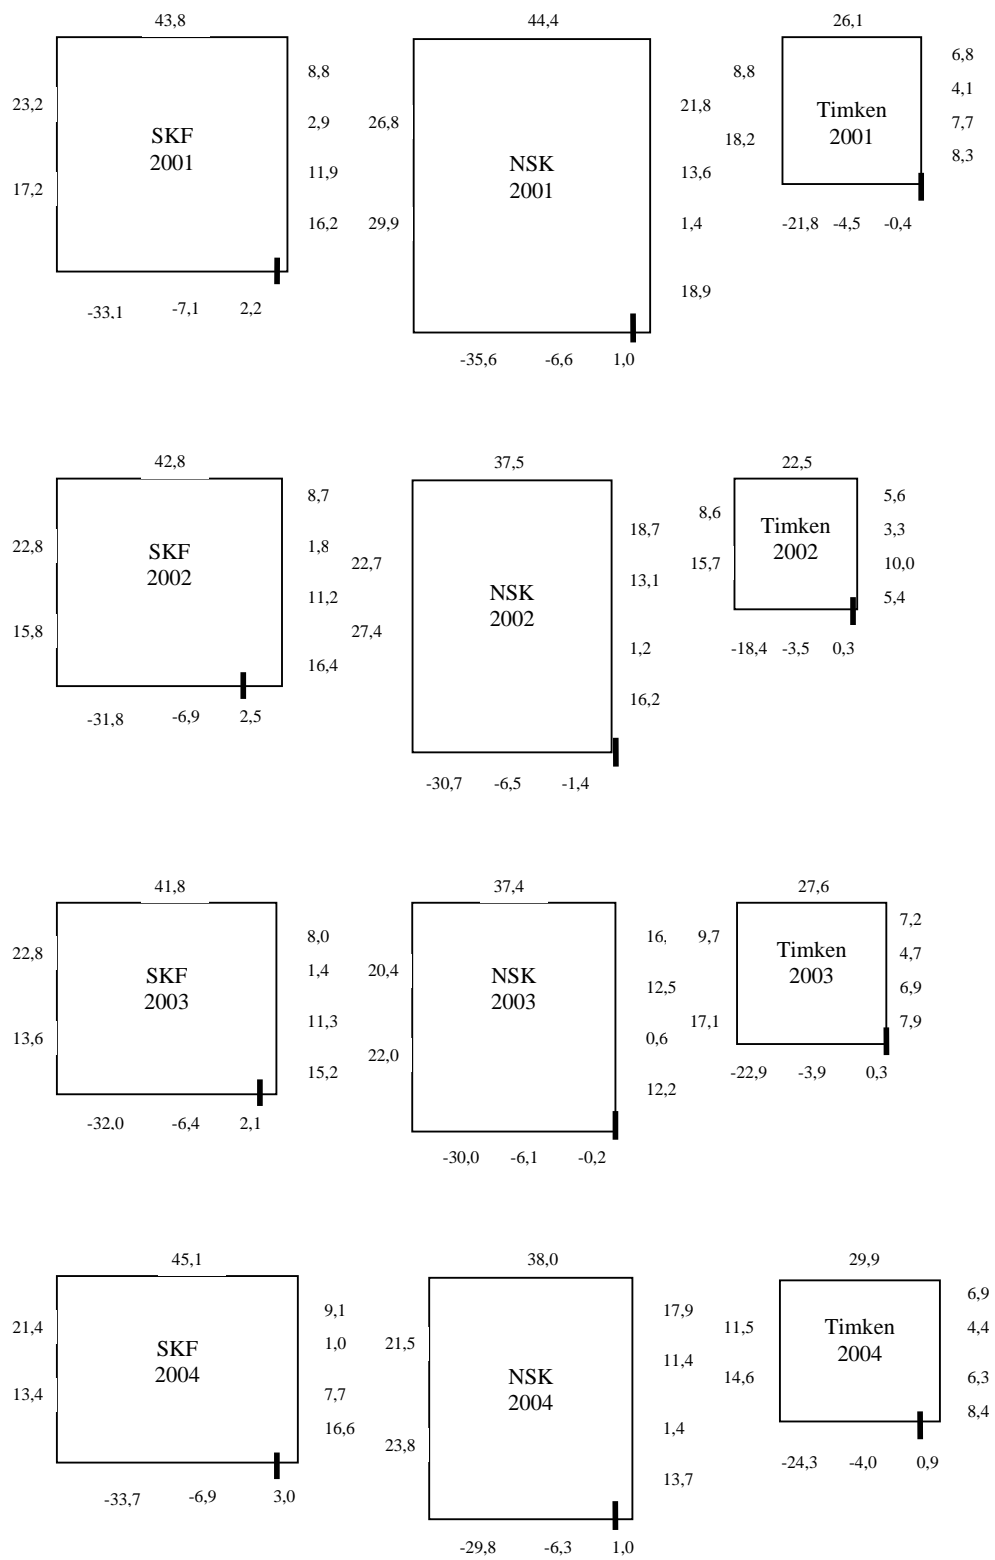 43,8 44,4 26,1
6,8
8,8 8,8
4,1
23,2 21,8
2,9 26,8 Timken 7,7
SKF 18,2 2001
2001 8,3
NSK
11,9 2001 13,6
17,2
16,2 29,9 1,4 -21,8 -4,5 -0,4
18,9
-33,1 -7,1 2,2
-35,6 -6,6 1,0
42,8 37,5 22,5
8,7 5,6
8,6
18,7 Timken 3,3
22,8 SKF 1,8 2002
2002 22,7 13,1 15,7 10,0
11,2 NSK 5,4
2002
15,8 27,4
1,2 -18,4 -3,5 0,3
16,4
16,2
-31,8 -6,9 2,5
-30,7 -6,5 -1,4
41,8 37,4 27,6
7,2
8,0 16, 9,7
22,8 Timken 4,7
SKF 1,4 20,4 NSK 2003
2003 2003 12,5 6,9
11,3 17,1 7,9
13,6 0,6
22,0
15,2 -22,9 -3,9 0,3
12,2
-32,0 -6,4 2,1
-30,0 -6,1 -0,2
45,1 38,0 29,9
6,9
9,1 17,9
21,4 11,5 Timken 4,4
SKF 1,0 21,5 2004
2004 11,4
NSK 14,6 6,3
13,4 7,7 2004
8,4
16,6 1,4
23,8
-24,3 -4,0 0,9
13,7
-33,7 -6,9 3,0
-29,8 -6,3 1,0